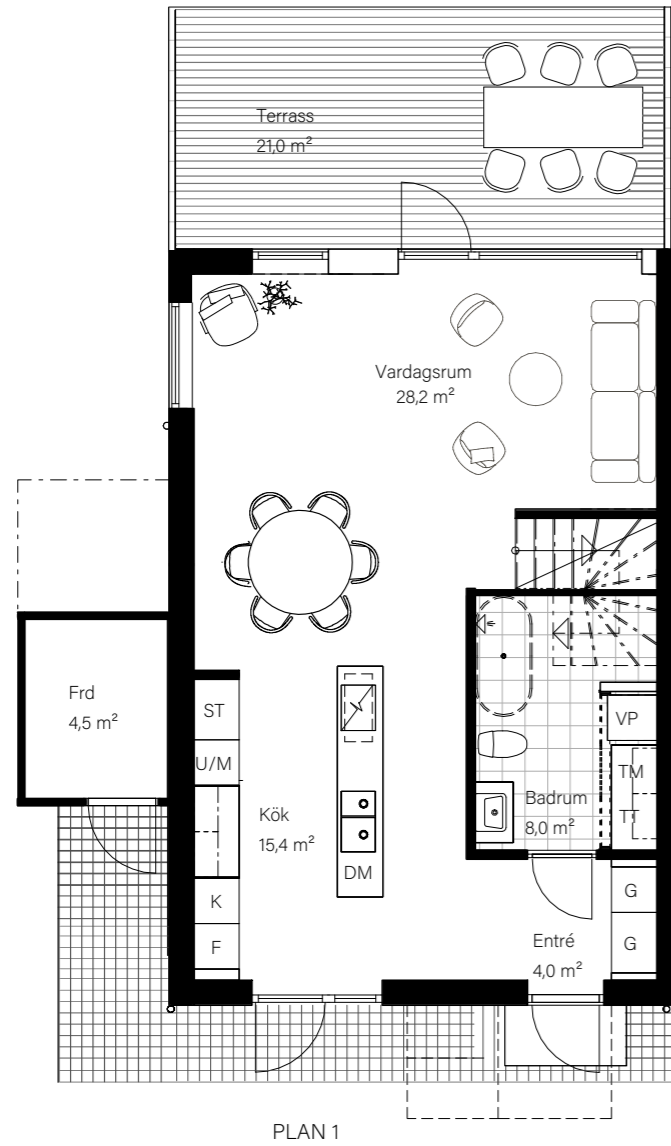 Terrass
21,0 m²
Vardagsrum
28,2 m²
Frd
4,5 m²
ST
U/M
VP
TM
TT
Badrum
8,0 m²
Kök
15,4 m²
DM
K
F
G
G
Entré
4,0 m²
PLAN 1